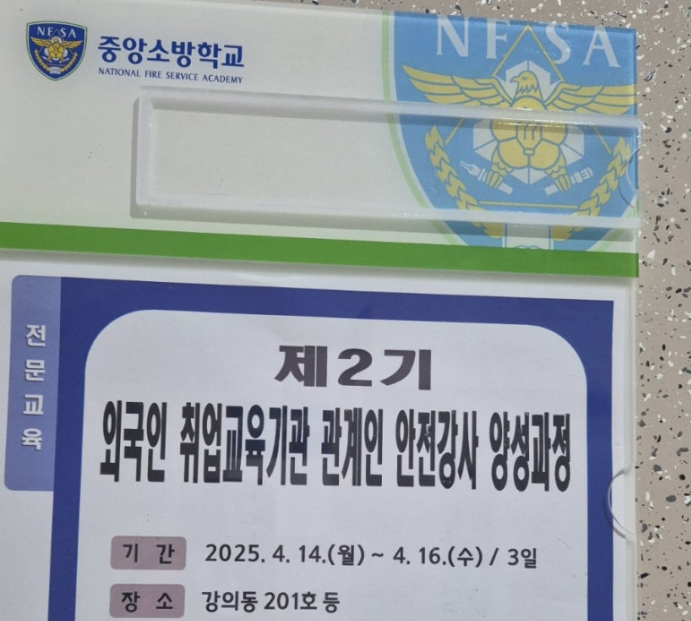 NFSA
중앙소방학교
NATIONAL FIRE SERVICE ACADEMY
NFSA
전문교육
제2기
외국인 취업교육기관 관계인 안전강사 양성과정
기 간 2025. 4. 14.(월) ~ 4. 16.(수) / 3일
장 소 강의동 201호 등